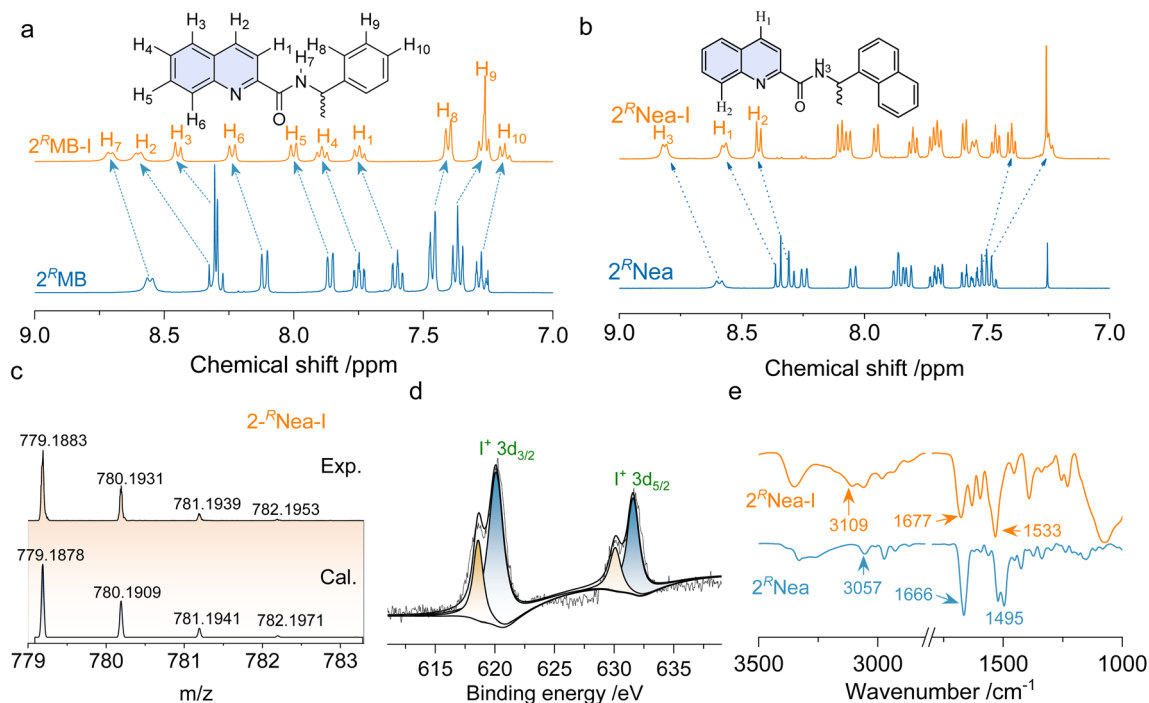 a
H₃
H₂
H₄
H₁
H₅
H₆
N
O
N
H₇
H₈
H₉
H₁₀
2ᴿMB-I
H₇
H₂
H₃
H₆
H₅
H₄
H₁
H₈
H₉
H₁₀
2ᴿMB
9.0 8.5 8.0 7.5 7.0
Chemical shift /ppm
b
H₁
H₂
N
O
NH₃
2ᴿNea-I
H₃
H₁
H₂
2ᴿNea
9.0 8.5 8.0 7.5 7.0
Chemical shift /ppm
c
2-ᴿNea-I
779.1883
780.1931
781.1939
782.1953
Exp.
779.1878
780.1909
781.1941
782.1971
Cal.
779 780 781 782 783
m/z
d
I⁺ 3d₃/₂
I⁺ 3d₅/₂
615 620 625 630 635
Binding energy /eV
e
2ᴿNea-I
3109
1677
1533
2ᴿNea
3057
1666
1495
3500 3000 1500 1000
Wavenumber /cm⁻¹